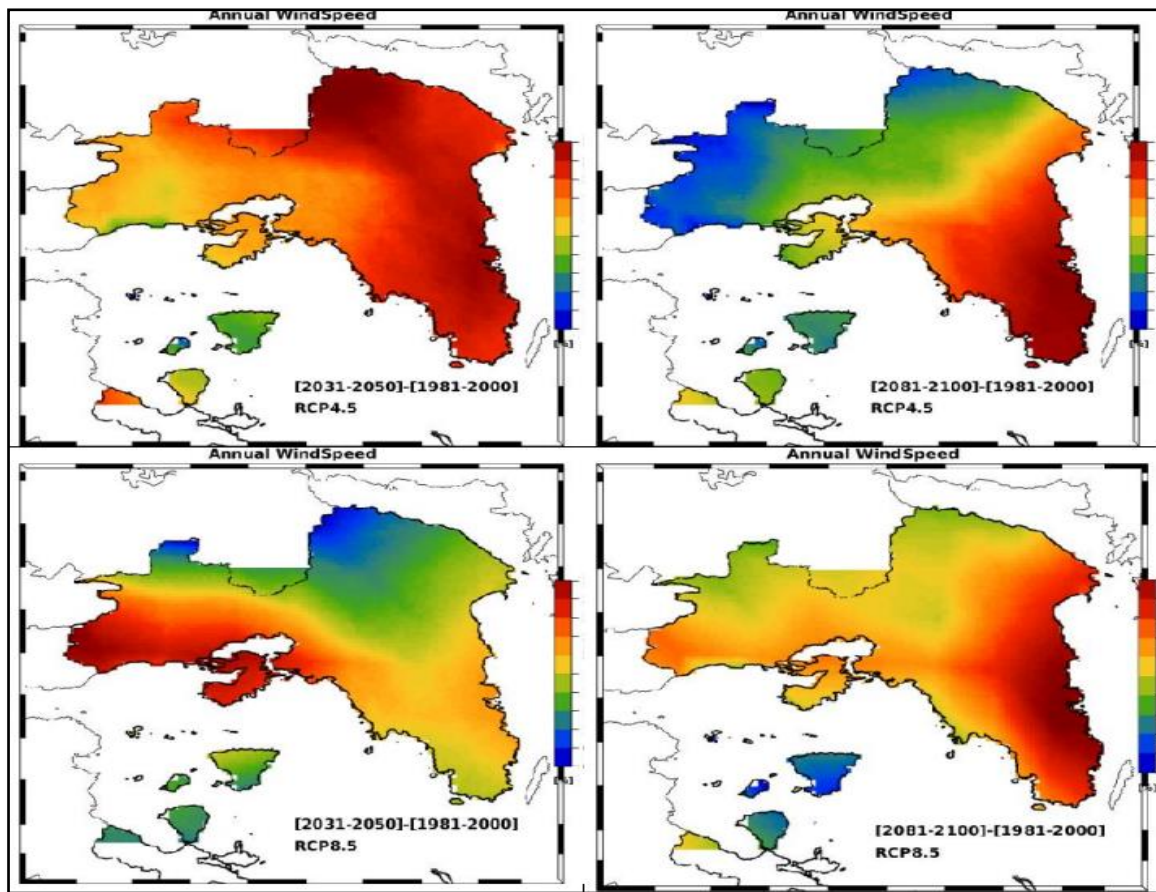 Annual WindSpeed
[%]
[2031-2050]-[1981-2000]
RCP4.5
Annual WindSpeed
[%]
[2081-2100]-[1981-2000]
RCP4.5
Annual WindSpeed
[2031-2050]-[1981-2000]
RCP8.5
Annual WindSpeed
[2081-2100]-[1981-2000]
RCP8.5